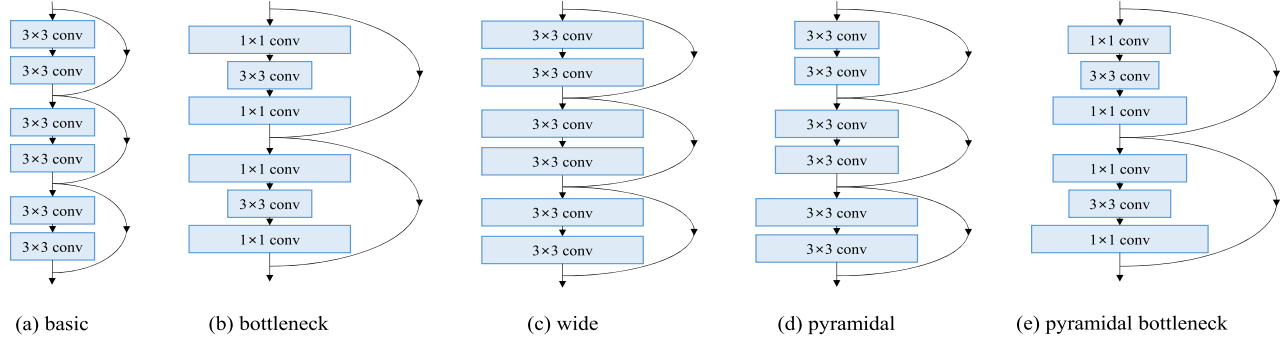 3×3 conv
3×3 conv
3×3 conv
3×3 conv
3×3 conv
3×3 conv
(a) basic
1×1 conv
3×3 conv
1×1 conv
1×1 conv
3×3 conv
1×1 conv
(b) bottleneck
3×3 conv
3×3 conv
3×3 conv
3×3 conv
3×3 conv
3×3 conv
(c) wide
3×3 conv
3×3 conv
3×3 conv
3×3 conv
3×3 conv
3×3 conv
(d) pyramidal
1×1 conv
3×3 conv
1×1 conv
1×1 conv
3×3 conv
1×1 conv
(e) pyramidal bottleneck